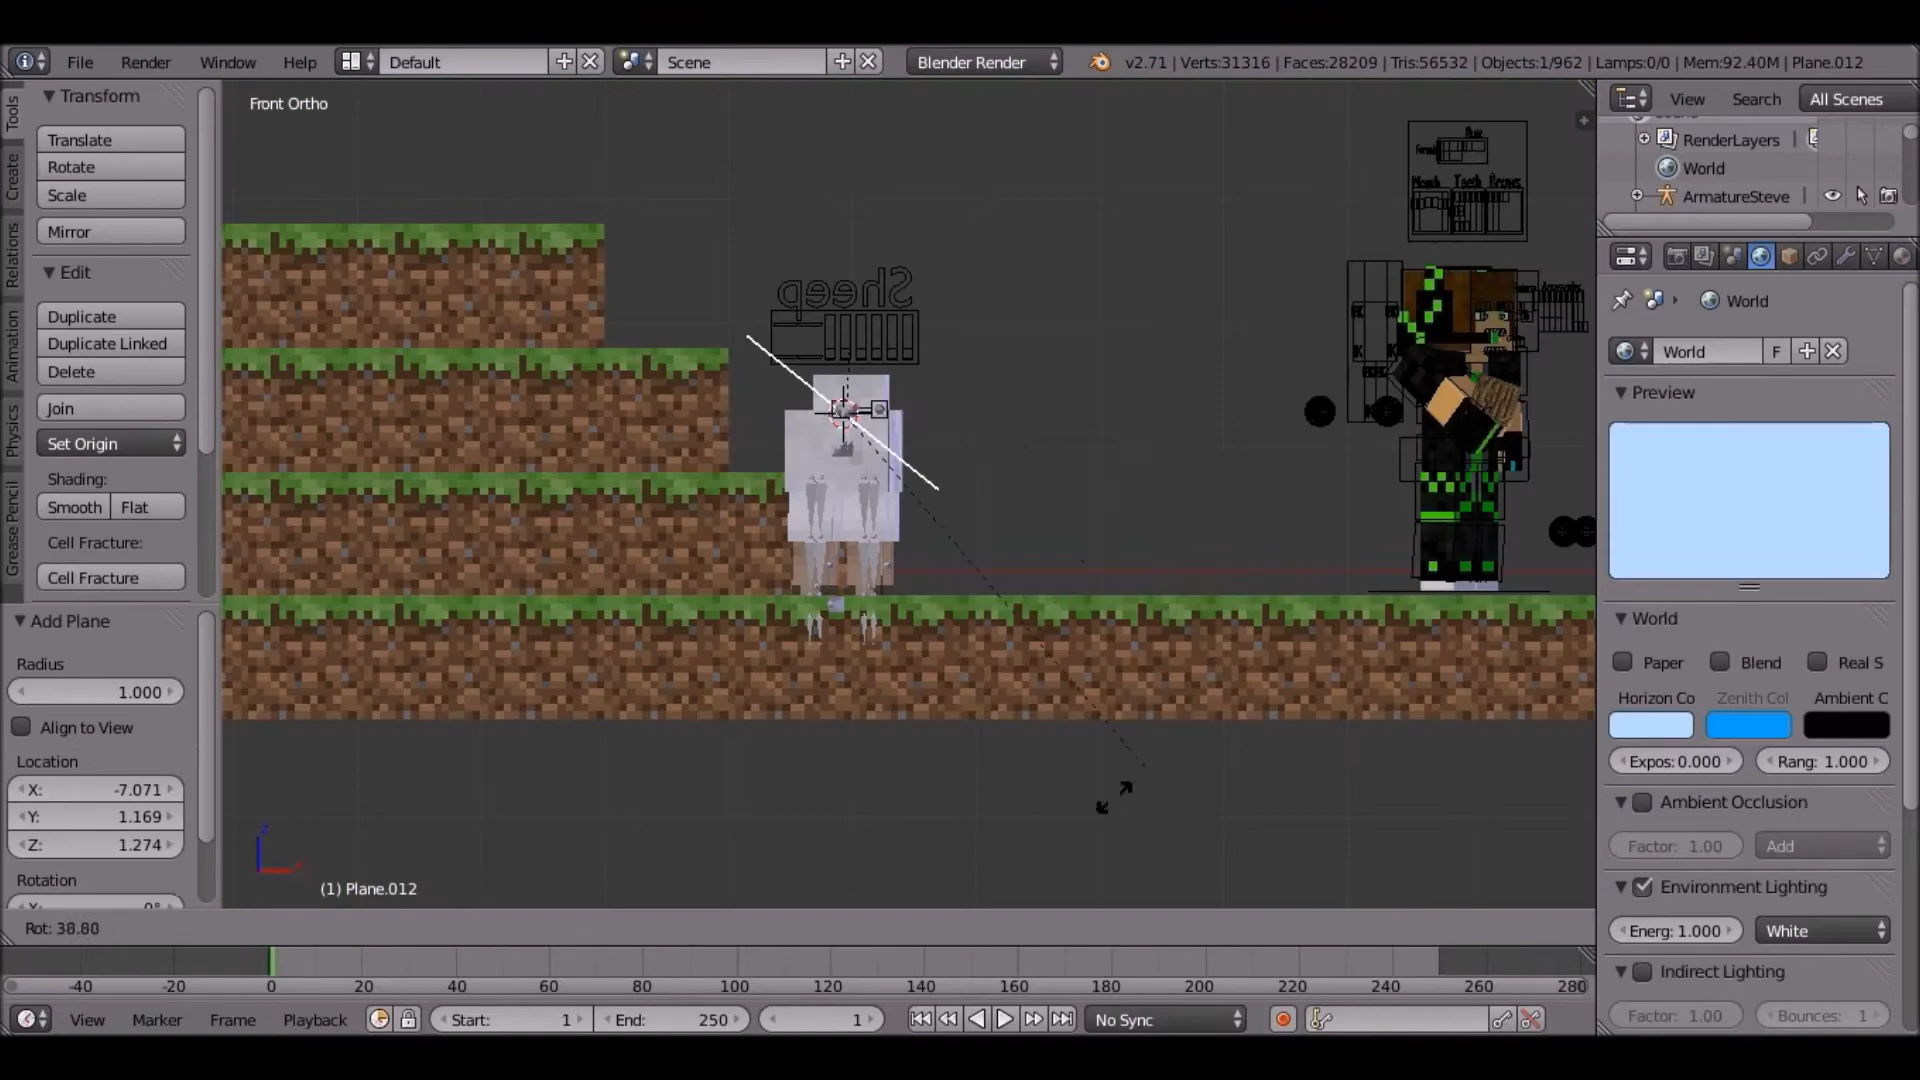 File Render Window Help Default Scene Blender Render v2.71 | Verts:31316 | Faces:28209 | Tris:56532 | Objects:1/962 | Lamps:0/0 | Mem:92.40M | Plane.012
Transform
Translate
Rotate
Scale
Mirror
Edit
Duplicate
Duplicate Linked
Delete
Join
Set Origin
Shading:
Smooth Flat
Cell Fracture:
Cell Fracture
Tools
Create
Relations
Animation
Physics
Grease Pencil
Add Plane
Radius
1.000
Align to View
Location
X: -7.071
Y: 1.169
Z: 1.274
Rotation
X: 0°
Front Ortho
Sheep
Mouth Teeth Brows
z
(1) Plane.012
Rot: 38.80
View Search All Scenes
Scene
RenderLayers |
World
ArmatureSteve |
World
World F
Preview
World
Paper Blend Real S
Horizon Co Zenith Col Ambient C
Expos: 0.000 Rang: 1.000
Ambient Occlusion
Factor: 1.00 Add
Environment Lighting
Energ: 1.000 White
Indirect Lighting
Factor: 1.00 Bounces: 1
-40 -20 0 20 40 60 80 100 120 140 160 180 200 220 240 260 280
View Marker Frame Playback Start: 1 End: 250 1 No Sync